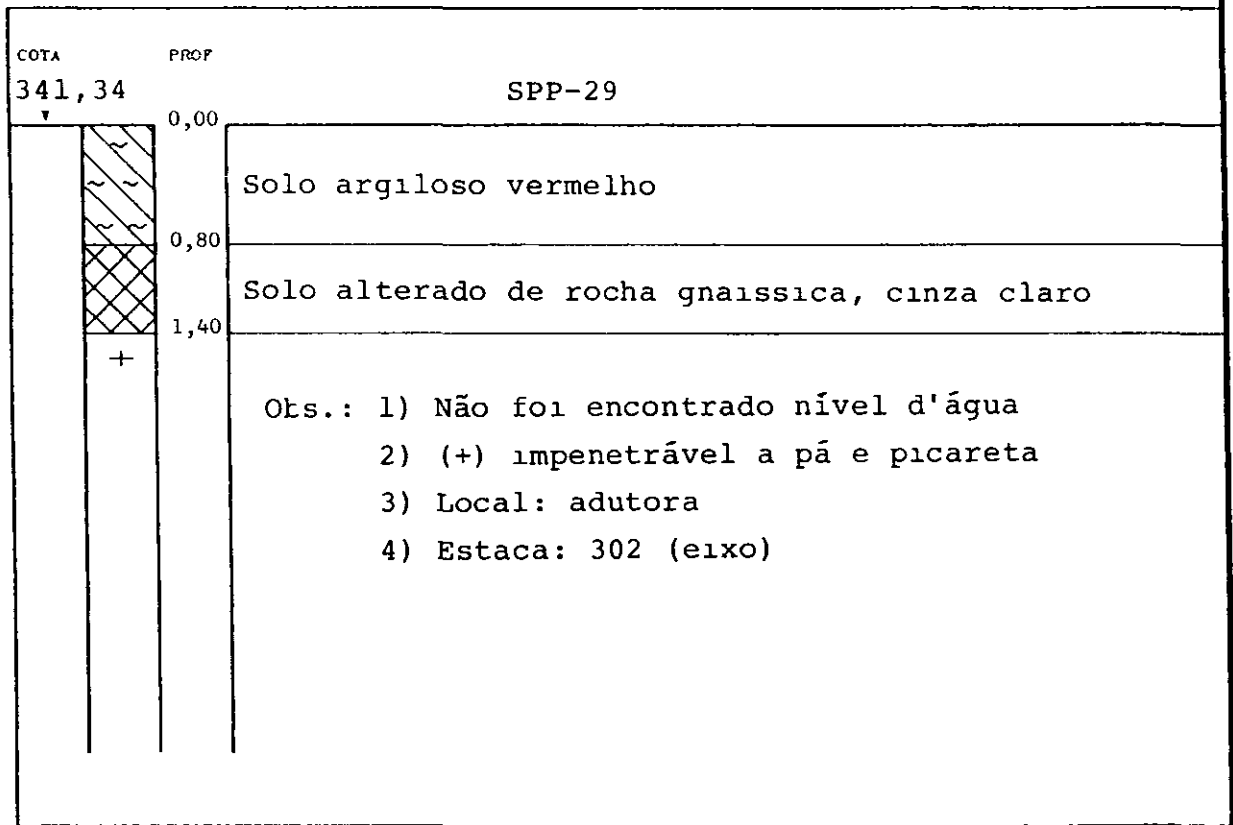 COTA PROF
341,34 SPP-29
0,00
Solo argiloso vermelho
0,80
Solo alterado de rocha gnaissica, cinza claro
1,40
+
Obs.: 1) Não foi encontrado nível d'água
2) (+) impenetrável a pá e picareta
3) Local: adutora
4) Estaca: 302 (eixo)